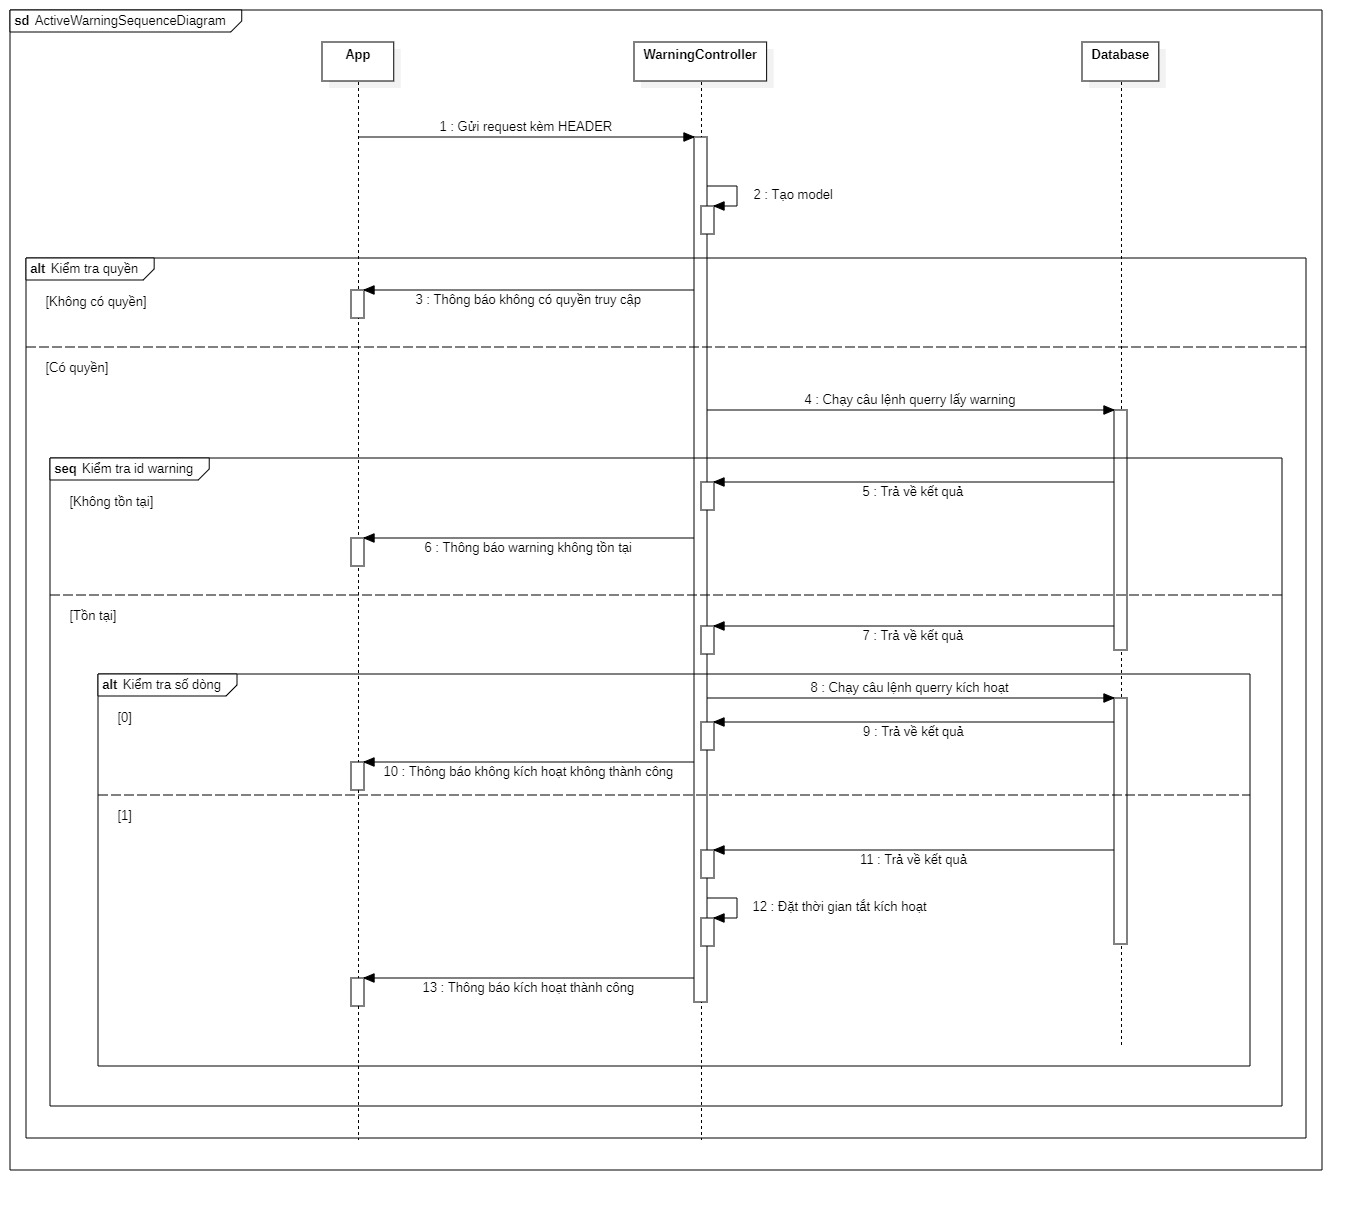 sd ActiveWarningSequenceDiagram
App
WarningController
Database
1 : Gửi request kèm HEADER
2 : Tạo model
alt Kiểm tra quyền
[Không có quyền]
3 : Thông báo không có quyền truy cập
[Có quyền]
4 : Chạy câu lệnh querry lấy warning
seq Kiểm tra id warning
[Không tồn tại]
5 : Trả về kết quả
6 : Thông báo warning không tồn tại
[Tồn tại]
7 : Trả về kết quả
alt Kiểm tra số dòng
8 : Chạy câu lệnh querry kích hoạt
[0]
9 : Trả về kết quả
10 : Thông báo không kích hoạt không thành công
[1]
11 : Trả về kết quả
12 : Đặt thời gian tắt kích hoạt
13 : Thông báo kích hoạt thành công